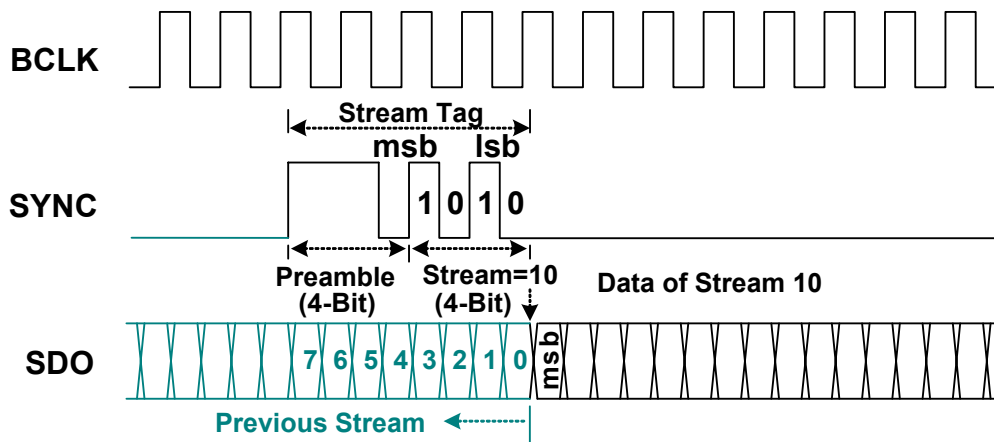 BCLK
Stream Tag
msb lsb
SYNC
1 0 1 0
Preamble
(4-Bit)
Stream=10
(4-Bit)
Data of Stream 10
SDO
7 6 5 4 3 2 1 0 msb
Previous Stream